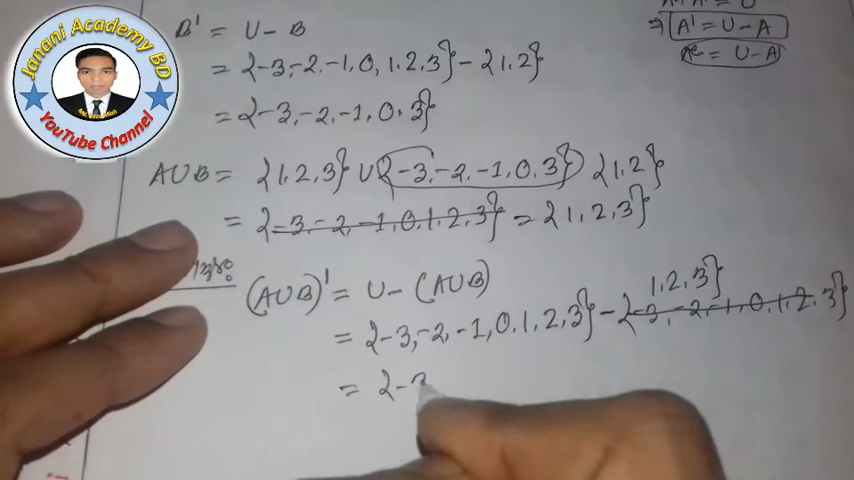 Janani Academy BD
YouTube Channel
B' = U - B
= {-3, -2, -1, 0, 1, 2, 3} - {1, 2}
= {-3, -2, -1, 0, 3}
A' = U - A
Aᶜ = U - A
A∪B = {1, 2, 3} ∪ {-3, -2, -1, 0, 3} {1, 2}
= {-3, -2, -1, 0, 1, 2, 3} = {1, 2, 3}
(A∪B)' = U - (A∪B)
1, 2, 3}
= {-3, -2, -1, 0, 1, 2, 3} - {-3, -2, -1, 0, 1, 2, 3}
= {-3